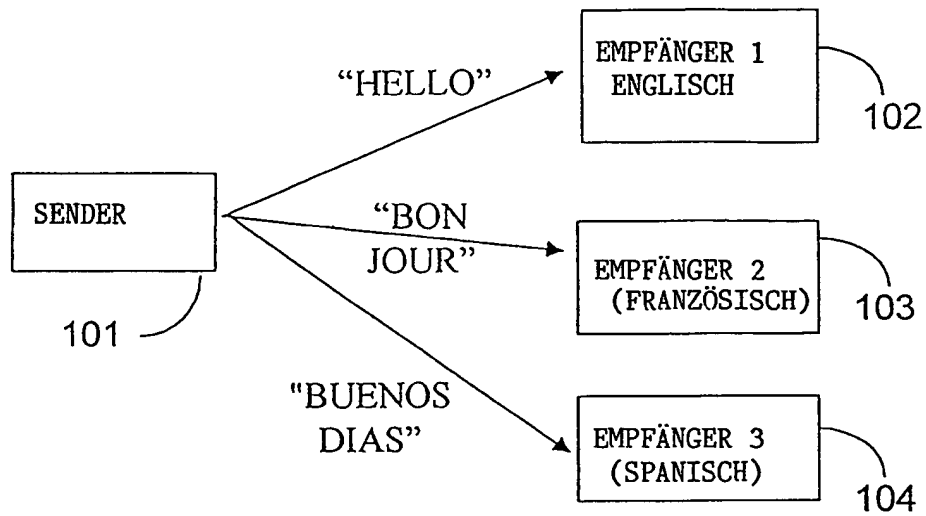 EMPFÄNGER 1
ENGLISCH
102
“HELLO”
SENDER
101
“BON
JOUR”
EMPFÄNGER 2
(FRANZÖSISCH)
103
"BUENOS
DIAS”
EMPFÄNGER 3
(SPANISCH)
104